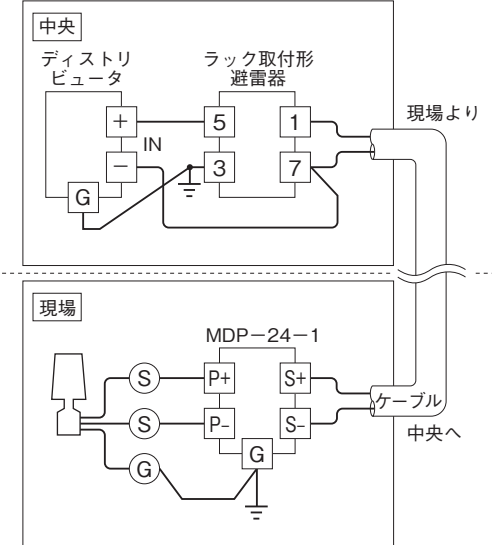 中央
ディストリ
ビュータ
ラック取付形
避雷器
現場より
+
5
1
IN
−
3
7
G
現場
MDP−24−1
S
P+
S+
ケーブル
S
P−
S−
中央へ
G
G